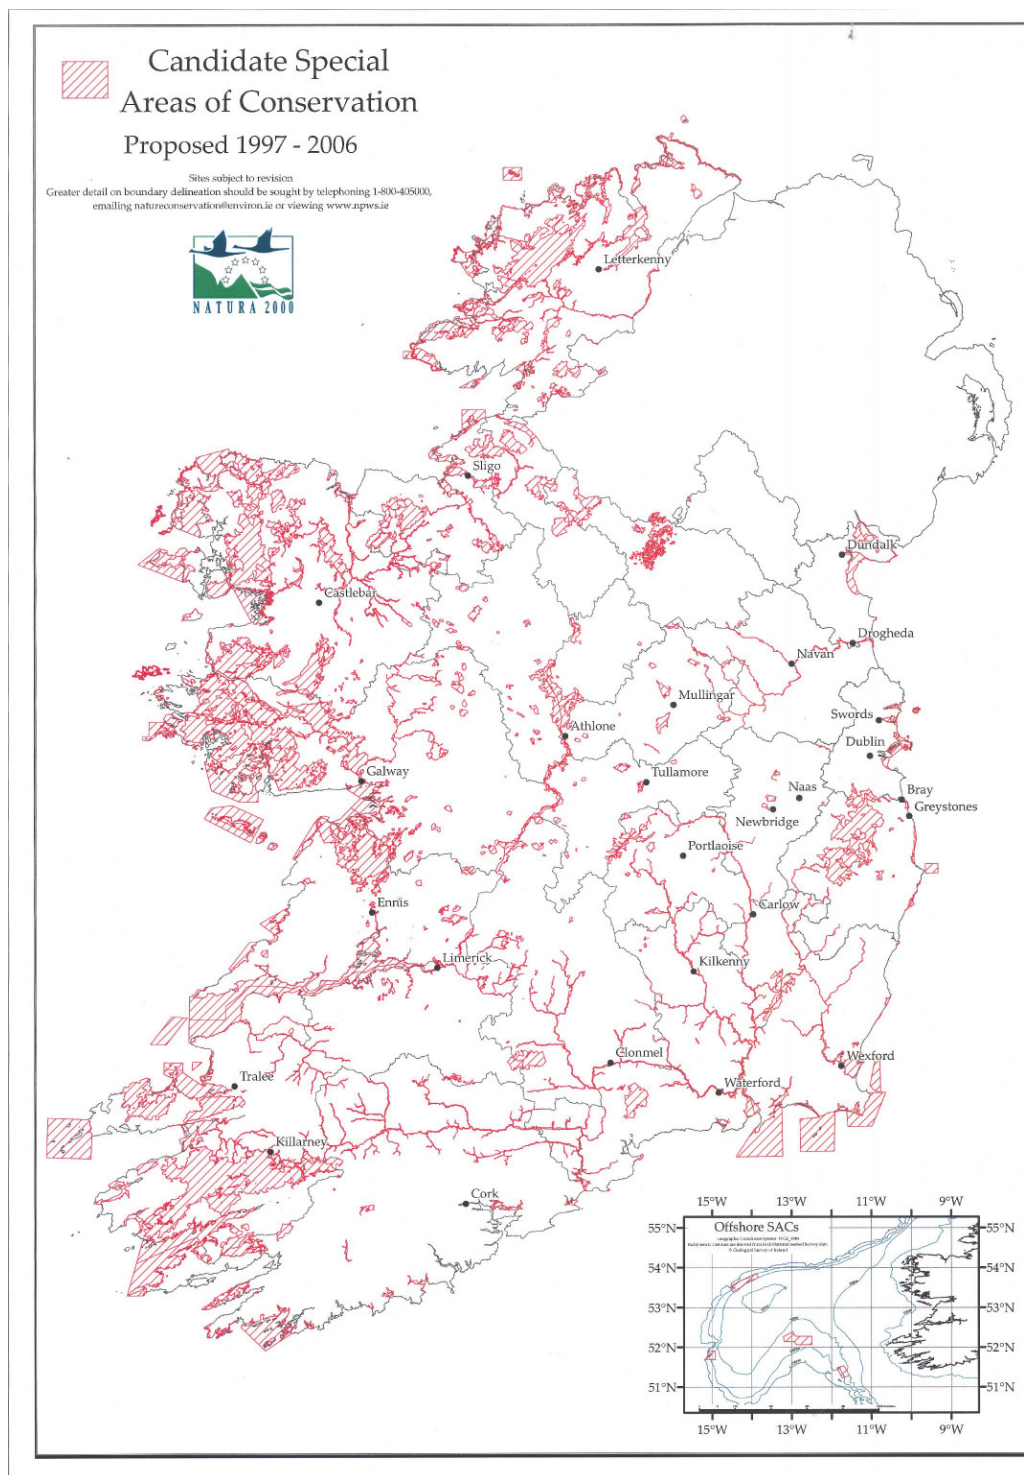 Candidate Special
Areas of Conservation
Proposed 1997 - 2006
Sites subject to revision
Greater detail on boundary delineation should be sought by telephoning 1-800-405000,
emailing natureconservation@environ.ie or viewing www.npws.ie
NATURA 2000
Letterkenny
Sligo
Dundalk
Castlebar
Drogheda
Navan
Mullingar
Swords
Athlone
Dublin
Galway
Tullamore
Naas
Bray
Greystones
Newbridge
Portlaoise
Ennis
Carlow
Limerick
Kilkenny
Clonmel
Wexford
Tralee
Waterford
Killarney
Cork
15°W 13°W 11°W 9°W
Offshore SACs
55°N 55°N
54°N 54°N
53°N 53°N
52°N 52°N
51°N 51°N
15°W 13°W 11°W 9°W